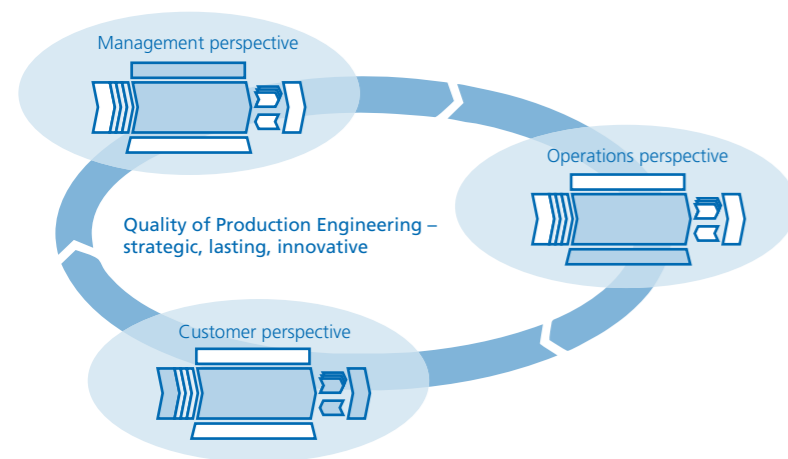 Management perspective
Operations perspective
Quality of Production Engineering –
strategic, lasting, innovative
Customer perspective